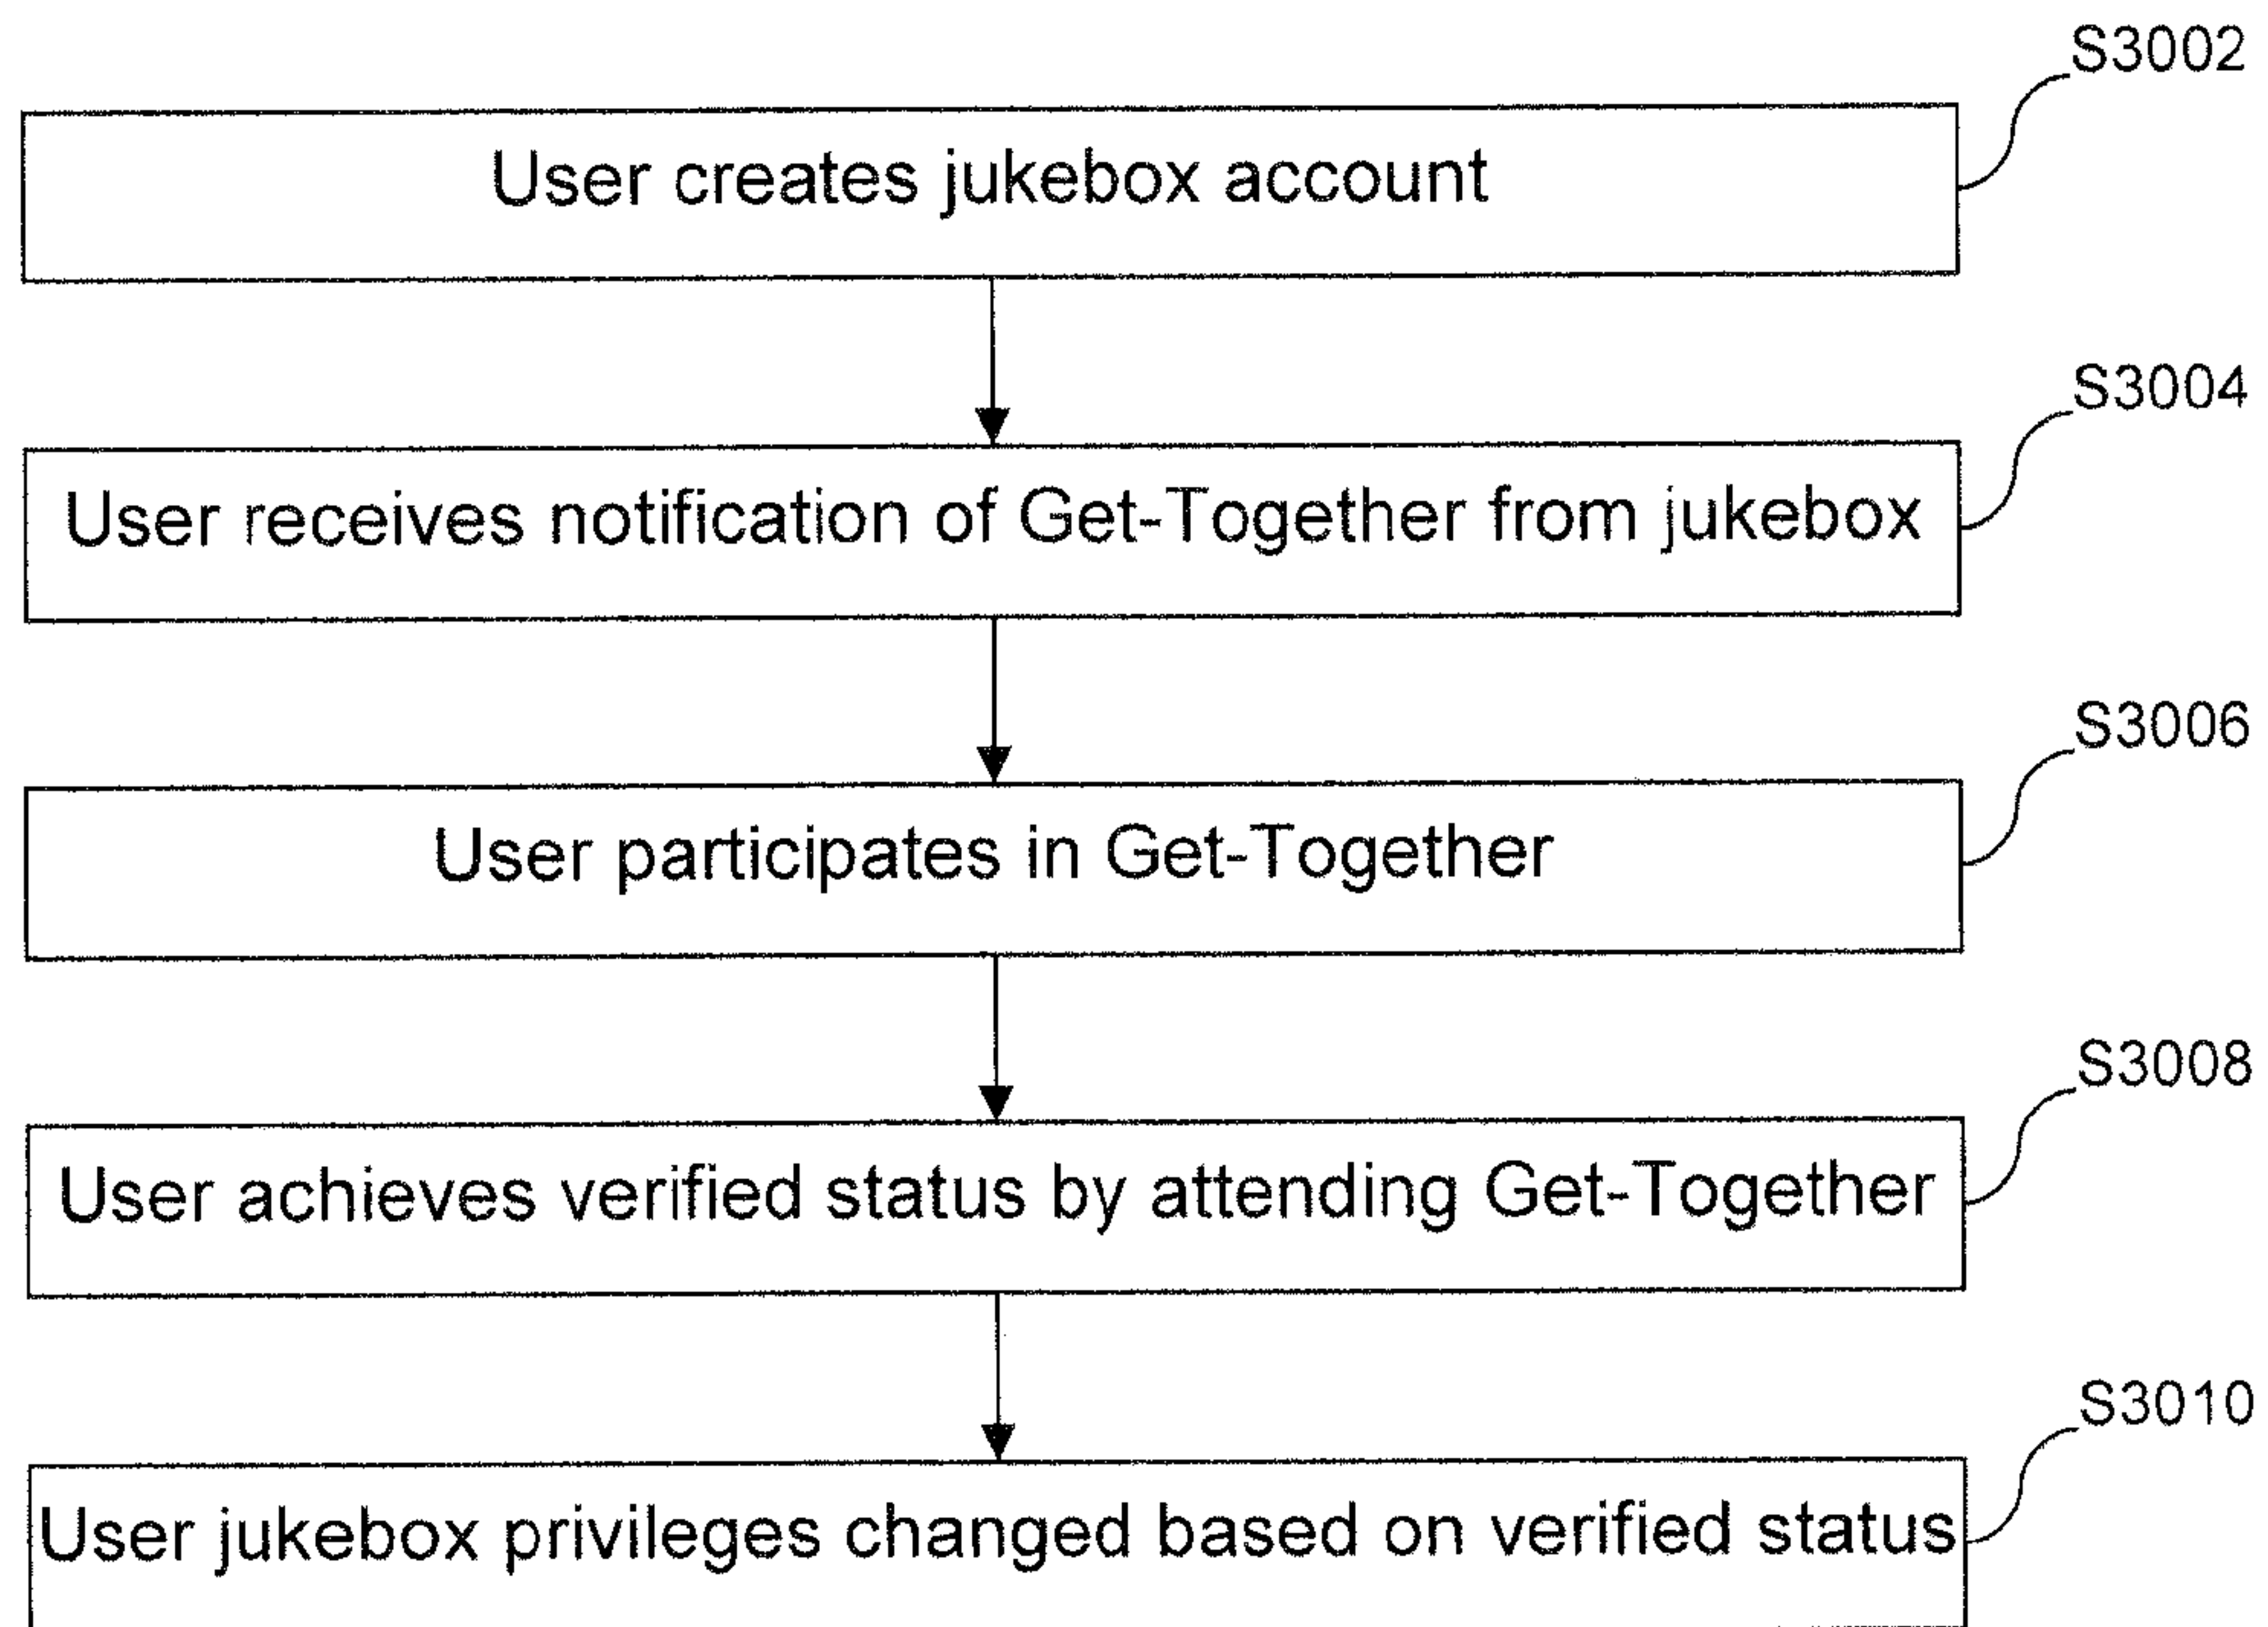 S3002
User creates jukebox account
S3004
User receives notification of Get-Together from jukebox
S3006
User participates in Get-Together
S3008
User achieves verified status by attending Get-Together
S3010
User jukebox privileges changed based on verified status